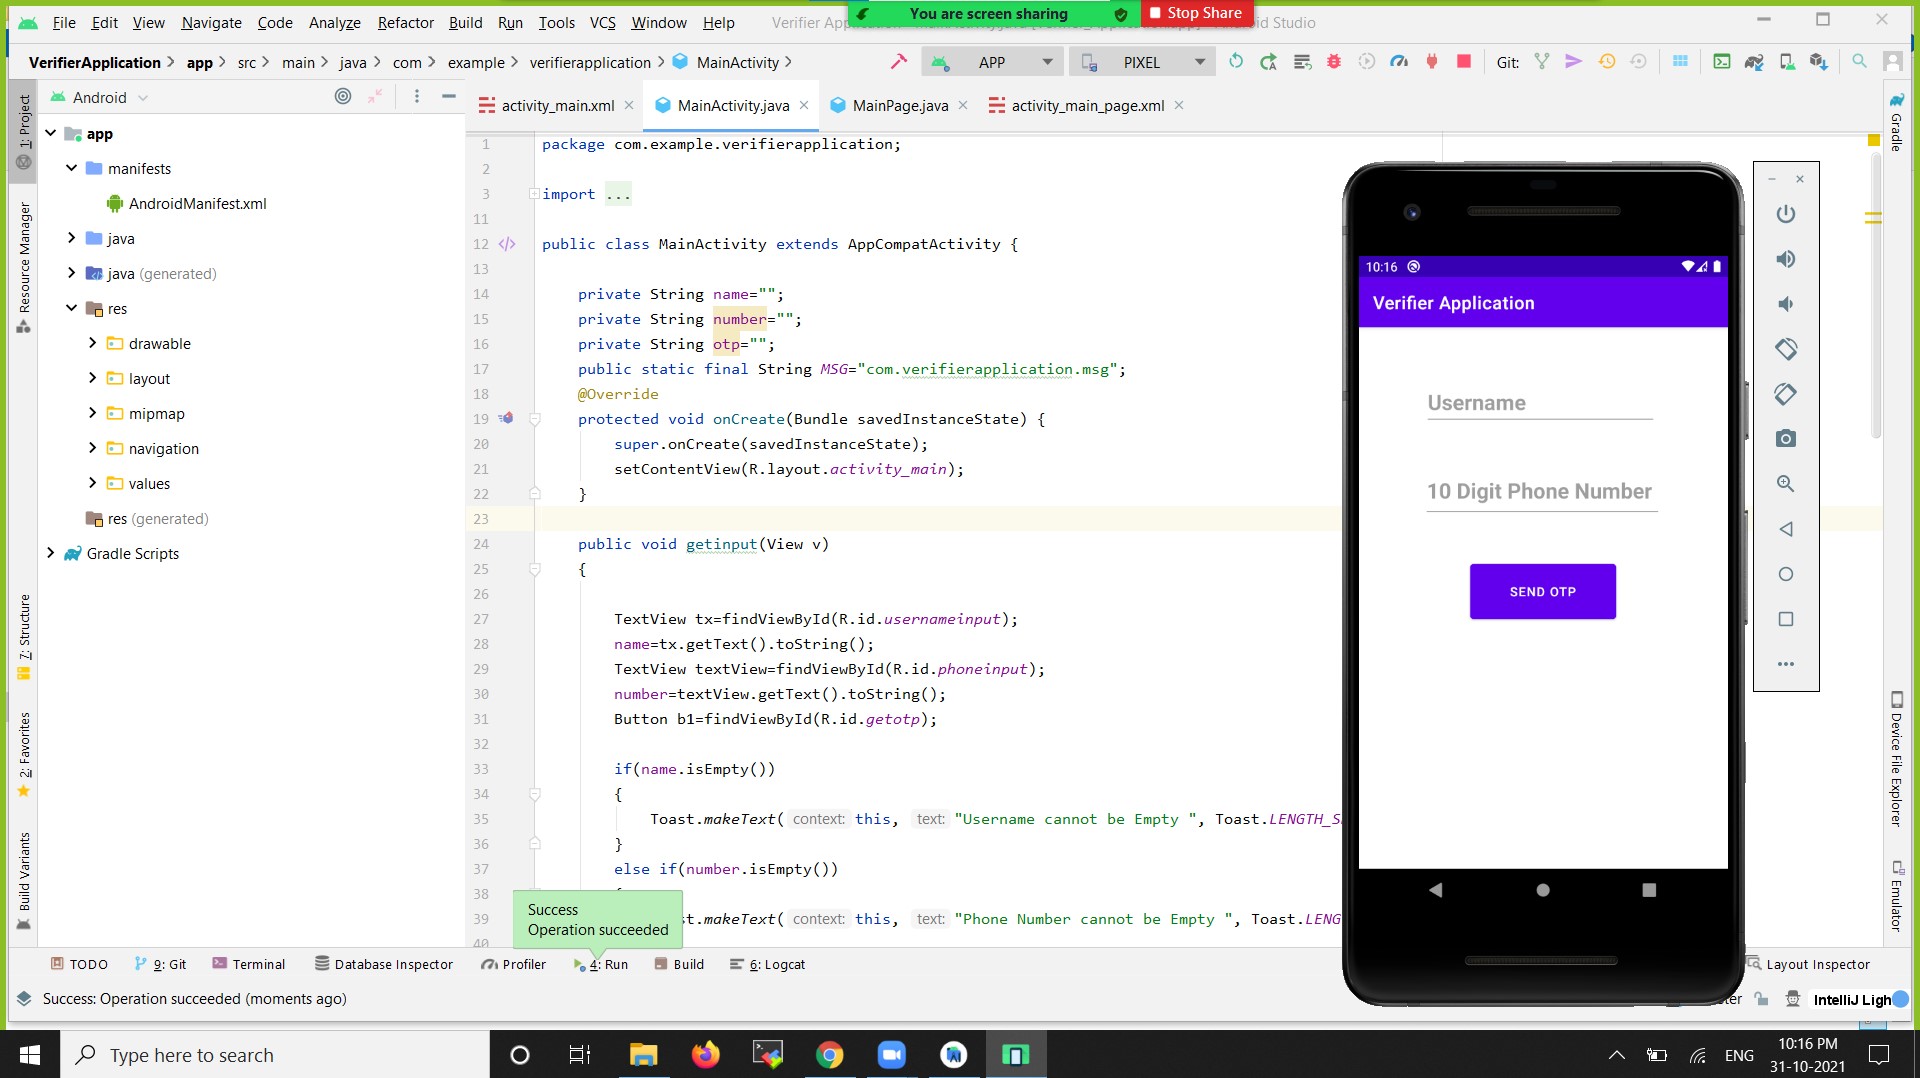 You are screen sharing Stop Share
File Edit View Navigate Code Analyze Refactor Build Run Tools VCS Window Help
VerifierApplication app src main java com example verifierapplication MainActivity APP PIXEL Git:
Android
activity_main.xml MainActivity.java MainPage.java activity_main_page.xml
1: Project
Resource Manager
7: Structure
2: Favorites
Build Variants
app
manifests
AndroidManifest.xml
java
java (generated)
res
drawable
layout
mipmap
navigation
values
res (generated)
Gradle Scripts
1 package com.example.verifierapplication;
2
3 import ...
11
12 public class MainActivity extends AppCompatActivity {
13
14 private String name="";
15 private String number="";
16 private String otp="";
17 public static final String MSG="com.verifierapplication.msg";
18 @Override
19 protected void onCreate(Bundle savedInstanceState) {
20 super.onCreate(savedInstanceState);
21 setContentView(R.layout.activity_main);
22 }
23
24 public void getinput(View v)
25 {
26
27 TextView tx=findViewById(R.id.usernameinput);
28 name=tx.getText().toString();
29 TextView textView=findViewById(R.id.phoneinput);
30 number=textView.getText().toString();
31 Button b1=findViewById(R.id.getotp);
32
33 if(name.isEmpty())
34 {
35 Toast.makeText( context: this, text: "Username cannot be Empty ", Toast.LENGTH_S
36 }
37 else if(number.isEmpty())
38
39 st.makeText( context: this, text: "Phone Number cannot be Empty ", Toast.LENG
40
Success
Operation succeeded
10:16
Verifier Application
Username
10 Digit Phone Number
SEND OTP
Gradle
Device File Explorer
Emulator
TODO 9: Git Terminal Database Inspector Profiler 4: Run Build 6: Logcat Layout Inspector
Success: Operation succeeded (moments ago) IntelliJ Ligh
Type here to search
ENG
10:16 PM
31-10-2021